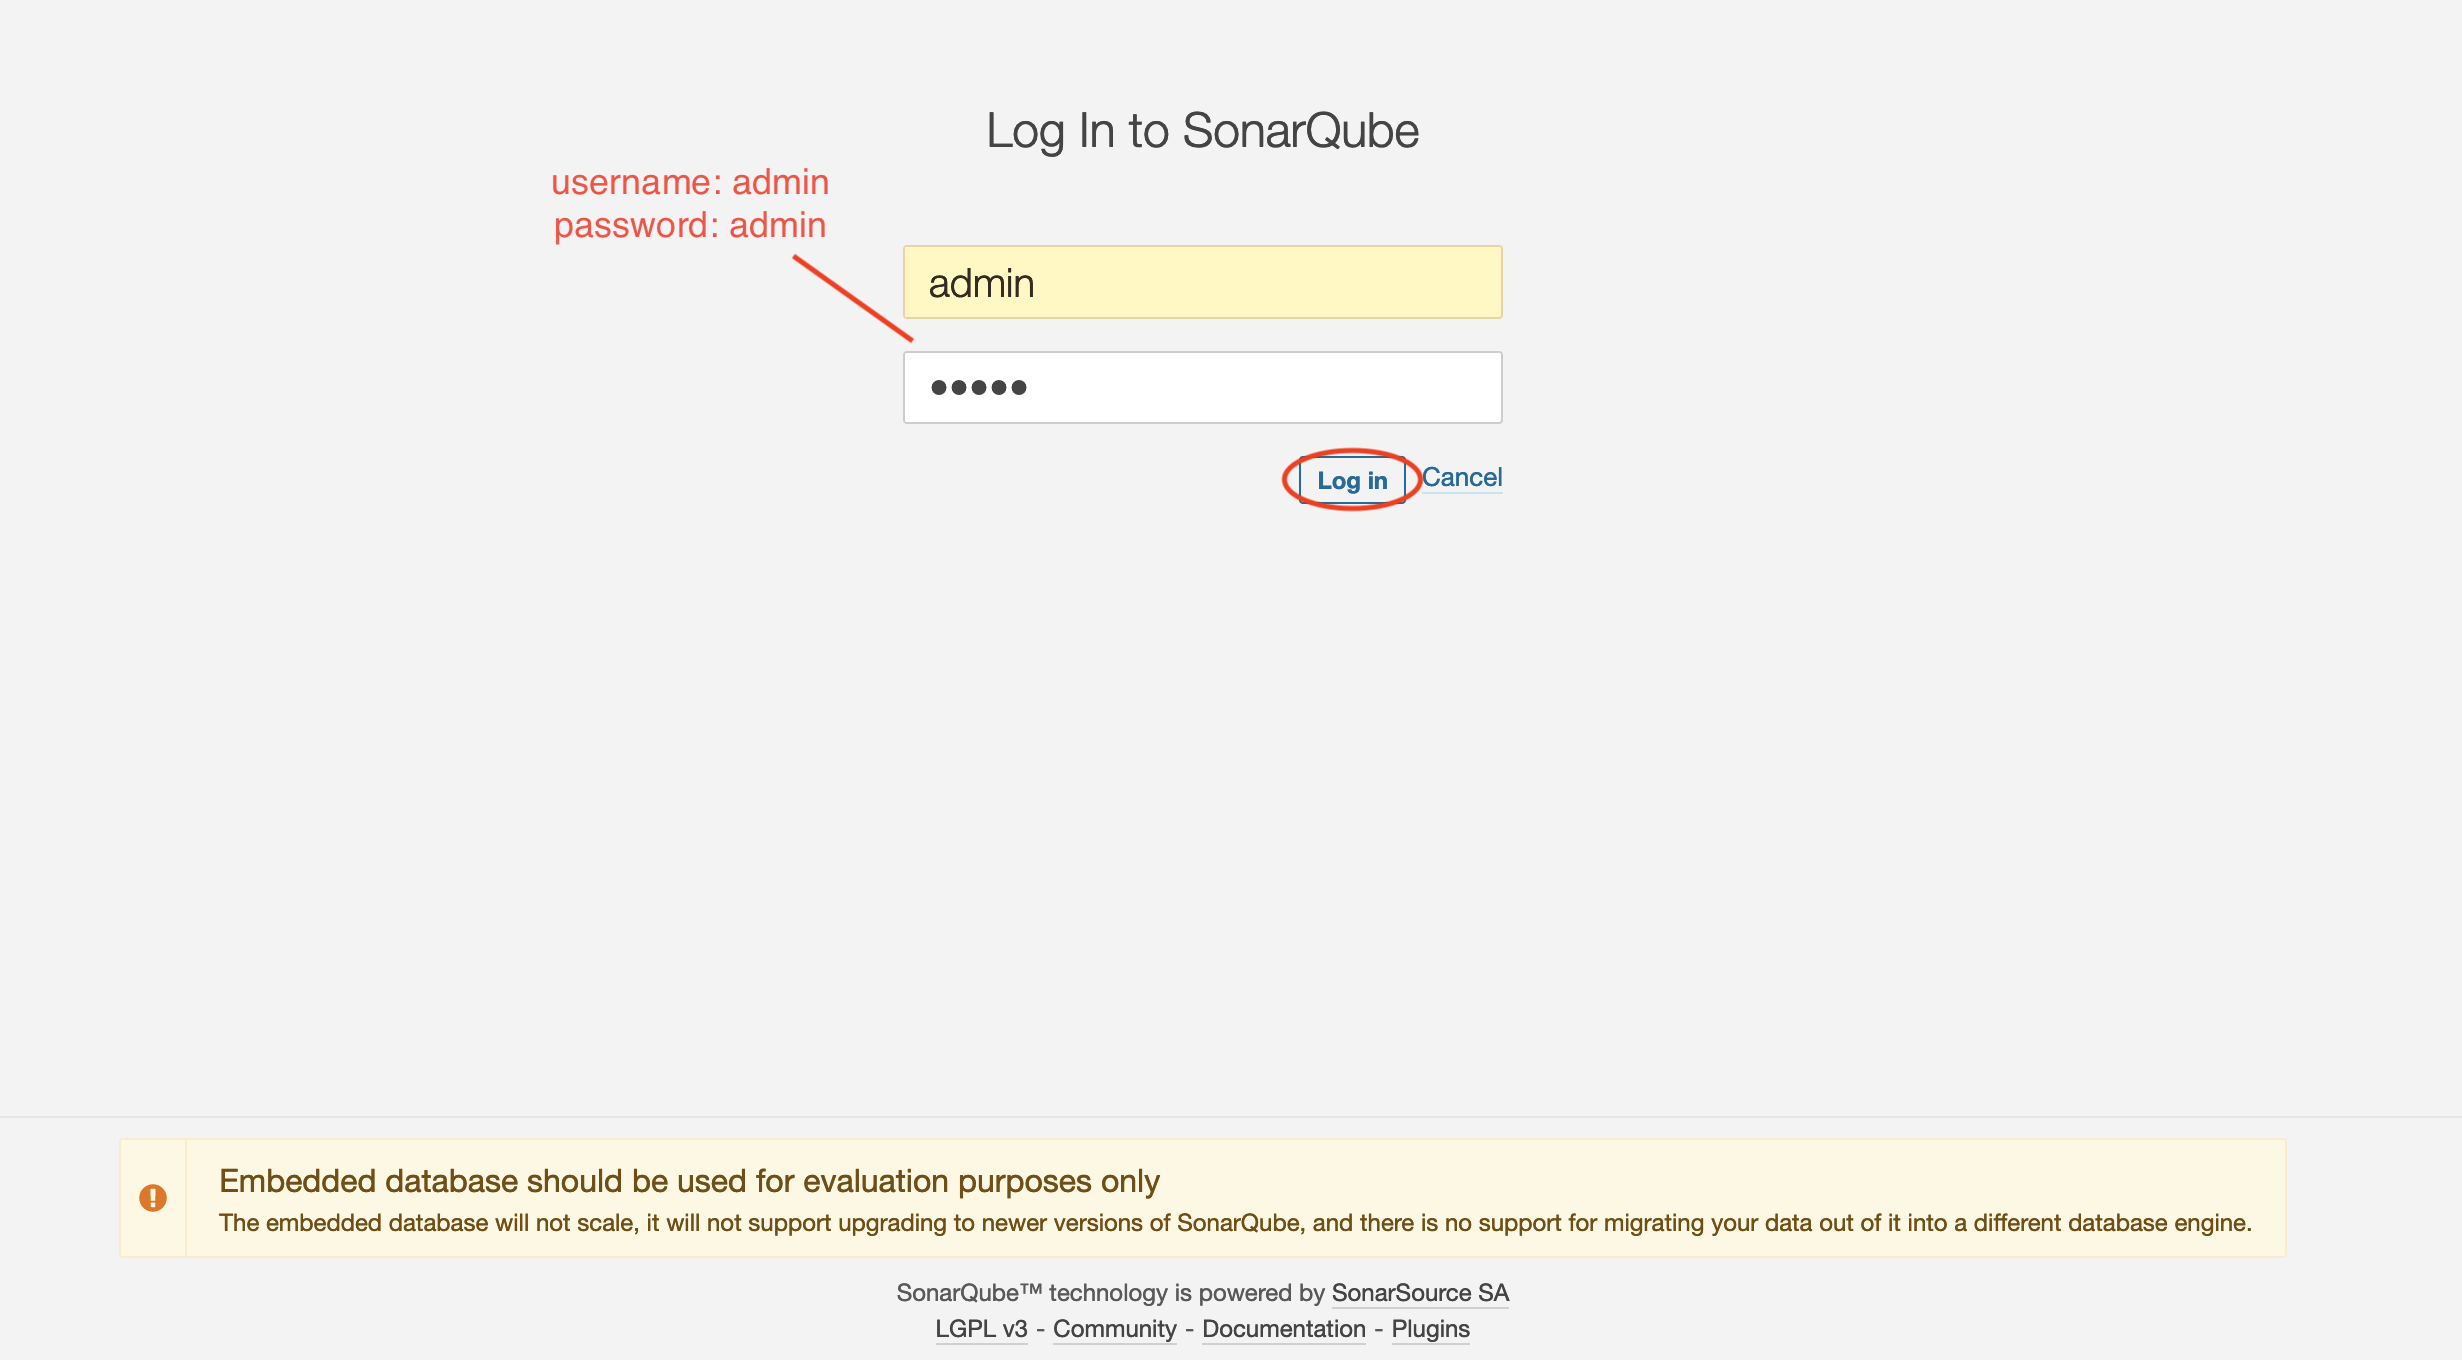 Log In to SonarQube
username: admin
password: admin
admin
•••••
Log in Cancel
Embedded database should be used for evaluation purposes only
The embedded database will not scale, it will not support upgrading to newer versions of SonarQube, and there is no support for migrating your data out of it into a different database engine.
SonarQube™ technology is powered by SonarSource SA
LGPL v3 - Community - Documentation - Plugins